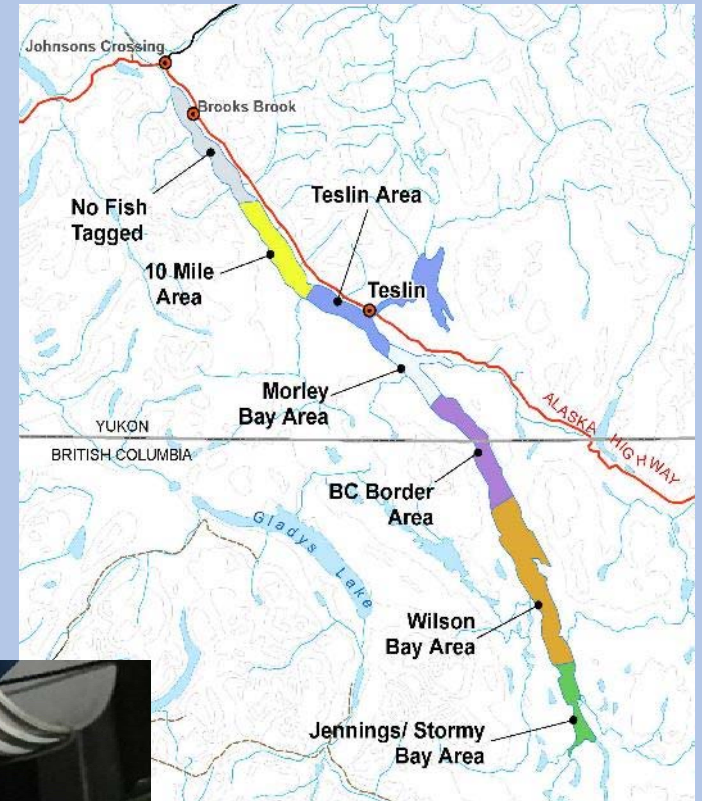 Johnsons Crossing
Brooks Brook
No Fish
Tagged
Teslin Area
10 Mile
Area
Teslin
Morley
Bay Area
YUKON
BRITISH COLUMBIA
ALASKA HIGHWAY
BC Border
Area
Gladys Lake
Wilson
Bay Area
Jennings/ Stormy
Bay Area